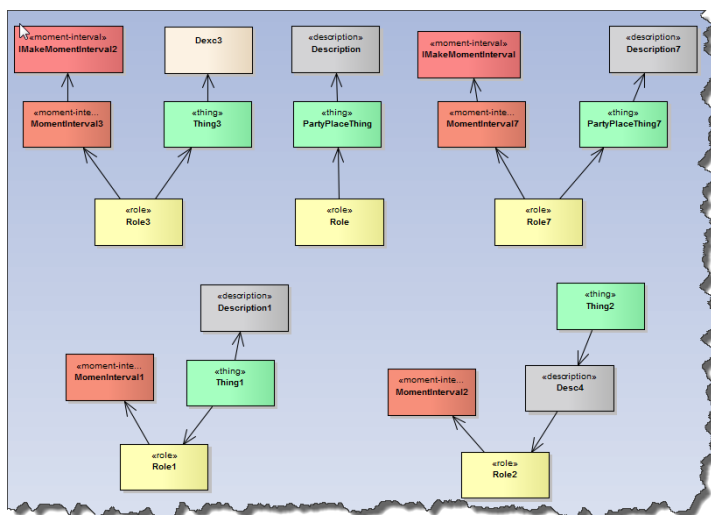 «moment-interval»
IMakeMomentInterval2
Dexc3
«description»
Description
«moment-interval»
IMakeMomentInterval
«description»
Description7
«moment-inte...
MomentInterval3
«thing»
Thing3
«thing»
PartyPlaceThing
«moment-inte...
MomentInterval7
«thing»
PartyPlaceThing7
«role»
Role3
«role»
Role
«role»
Role7
«description»
Description1
«thing»
Thing2
«moment-inte...
MomenInterval1
«thing»
Thing1
«moment-inte...
MomentInterval2
«description»
Desc4
«role»
Role1
«role»
Role2